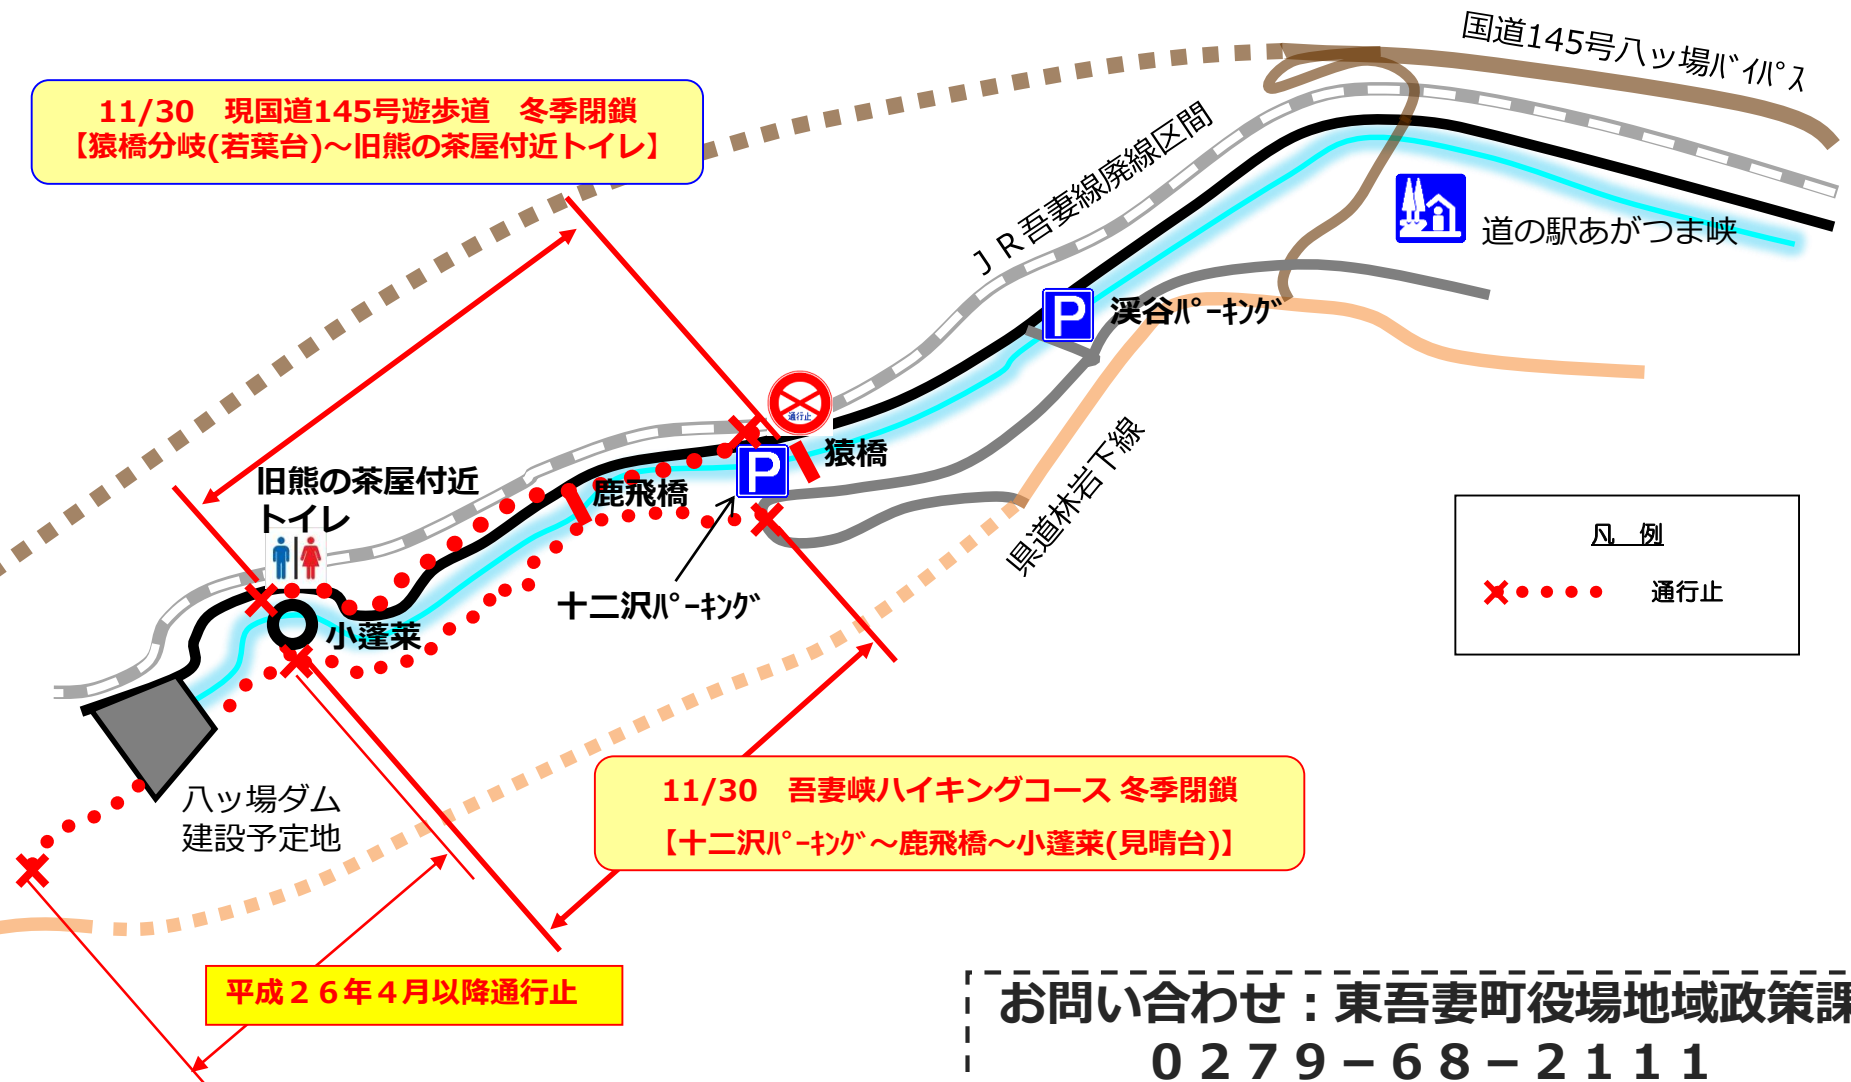 国道145号八ッ場ﾊﾞｲﾊﾟｽ
11/30　現国道145号遊歩道　冬季閉鎖
【猿橋分岐(若葉台)～旧熊の茶屋付近トイレ】
ＪＲ吾妻線廃線区間
道の駅あがつま峡
P
渓谷ﾊﾟｰｷﾝｸﾞ
通行止
猿橋
P
旧熊の茶屋付近
トイレ
鹿飛橋
県道林岩下線
凡　例
通行止
十二沢ﾊﾟｰｷﾝｸﾞ
小蓬莱
八ッ場ダム
建設予定地
11/30　吾妻峡ハイキングコース 冬季閉鎖
【十二沢ﾊﾟｰｷﾝｸﾞ～鹿飛橋～小蓬莱(見晴台)】
平成２６年４月以降通行止
お問い合わせ：東吾妻町役場地域政策課
０２７９－６８－２１１１